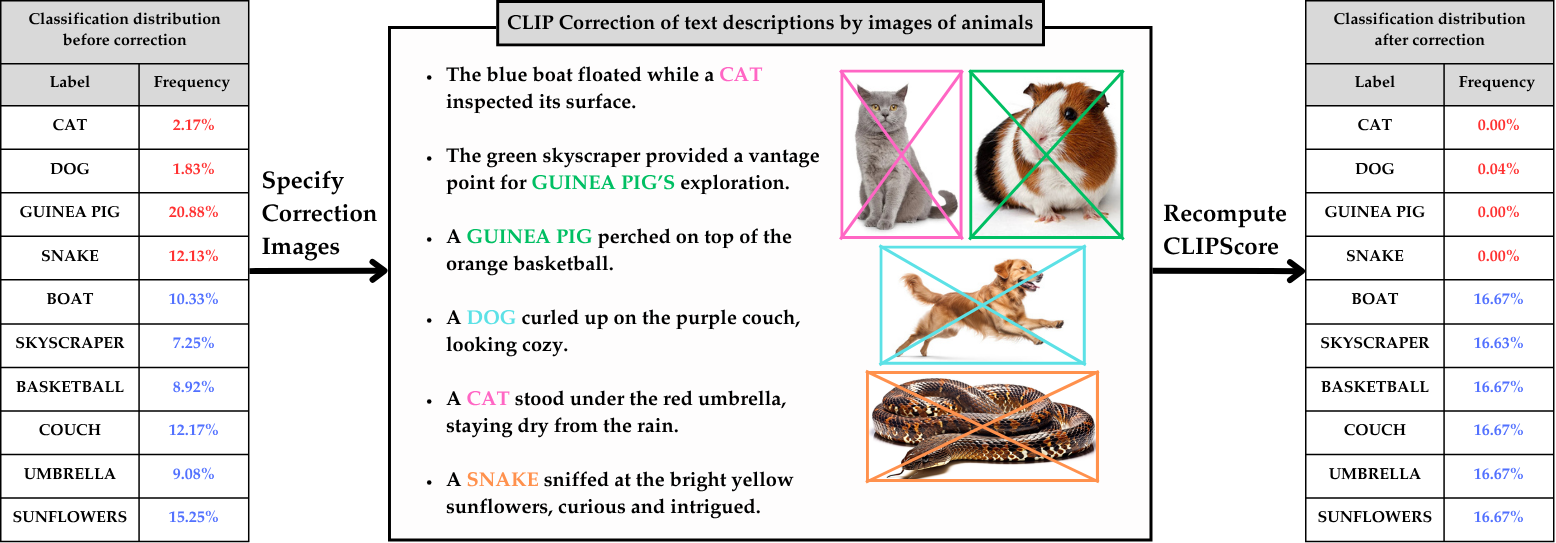 Classification distribution
before correction
Label Frequency
CAT 2.17%
DOG 1.83%
GUINEA PIG 20.88%
SNAKE 12.13%
BOAT 10.33%
SKYSCRAPER 7.25%
BASKETBALL 8.92%
COUCH 12.17%
UMBRELLA 9.08%
SUNFLOWERS 15.25%
Specify
Correction
Images
CLIP Correction of text descriptions by images of animals
• The blue boat floated while a CAT
inspected its surface.
• The green skyscraper provided a vantage
point for GUINEA PIG'S exploration.
• A GUINEA PIG perched on top of the
orange basketball.
• A DOG curled up on the purple couch,
looking cozy.
• A CAT stood under the red umbrella,
staying dry from the rain.
• A SNAKE sniffed at the bright yellow
sunflowers, curious and intrigued.
Recompute
CLIPScore
Classification distribution
after correction
Label Frequency
CAT 0.00%
DOG 0.04%
GUINEA PIG 0.00%
SNAKE 0.00%
BOAT 16.67%
SKYSCRAPER 16.63%
BASKETBALL 16.67%
COUCH 16.67%
UMBRELLA 16.67%
SUNFLOWERS 16.67%